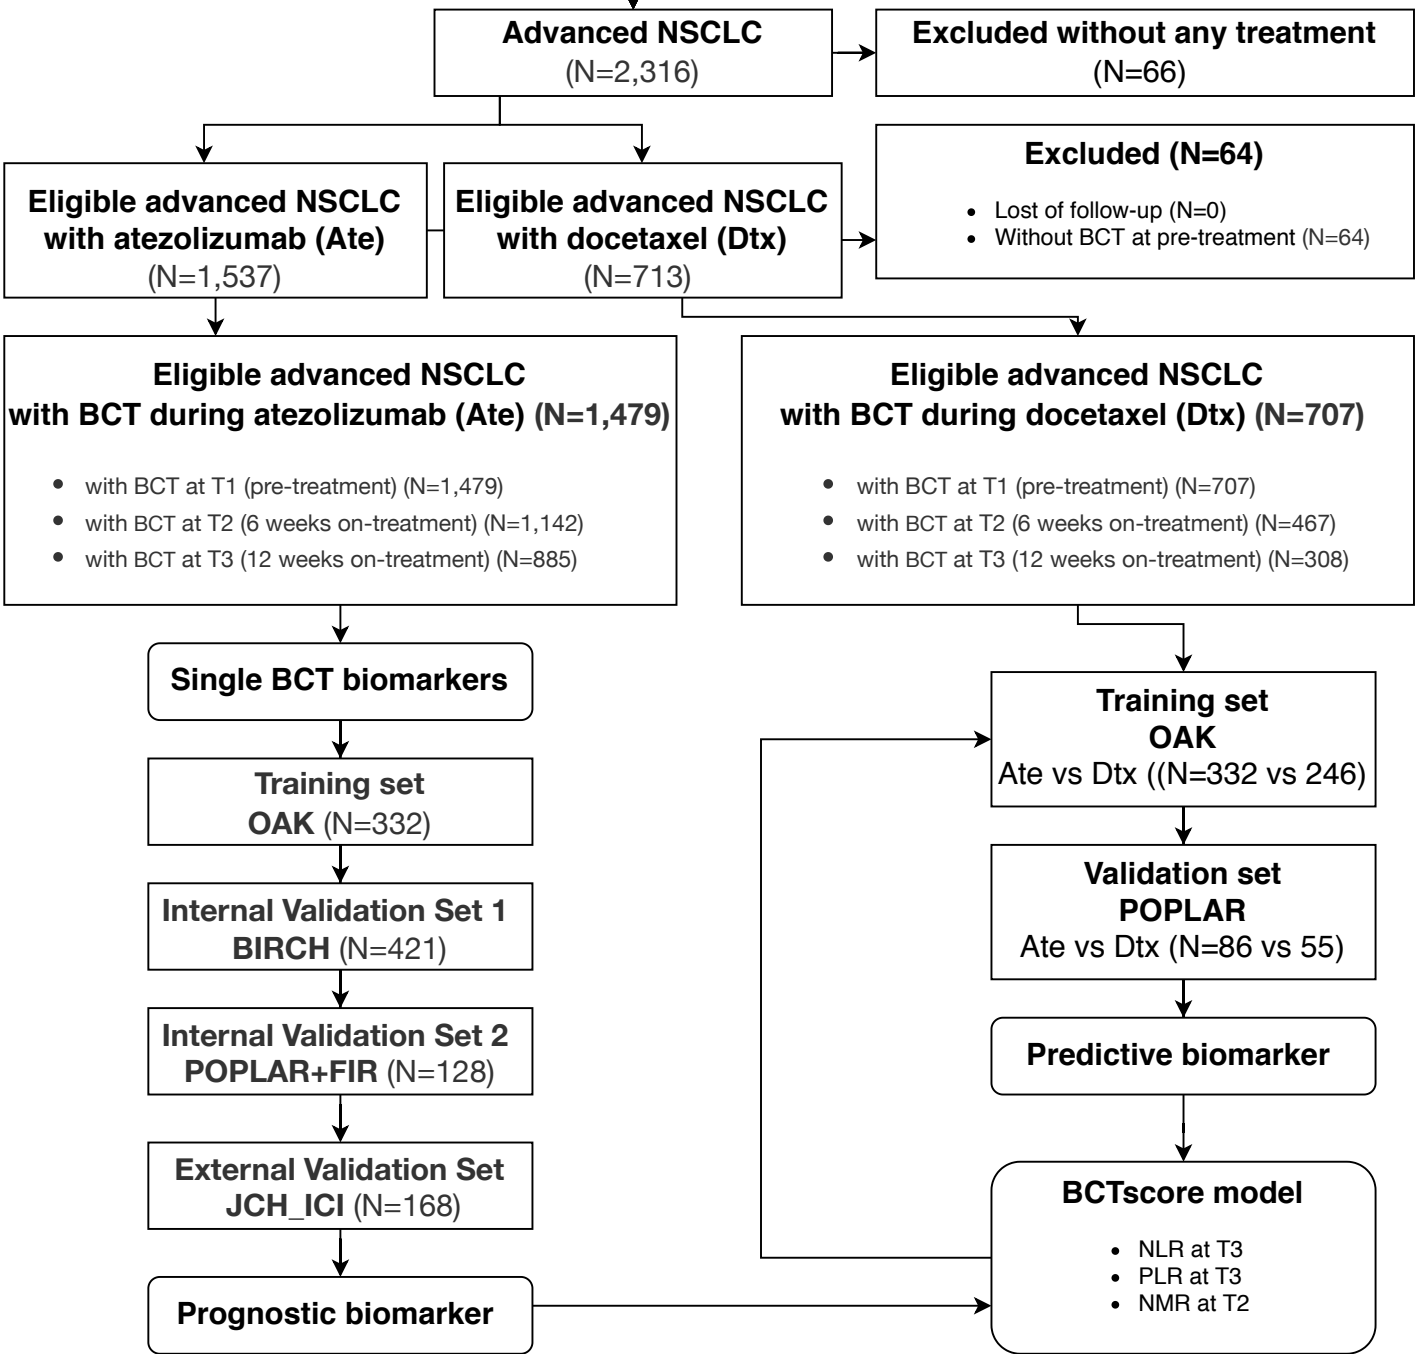 Advanced NSCLC
(N=2,316)
Excluded without any treatment
(N=66)
Excluded (N=64)
• Lost of follow-up (N=0)
• Without BCT at pre-treatment (N=64)
Eligible advanced NSCLC
with atezolizumab (Ate)
(N=1,537)
Eligible advanced NSCLC
with docetaxel (Dtx)
(N=713)
Eligible advanced NSCLC
with BCT during atezolizumab (Ate) (N=1,479)
• with BCT at T1 (pre-treatment) (N=1,479)
• with BCT at T2 (6 weeks on-treatment) (N=1,142)
• with BCT at T3 (12 weeks on-treatment) (N=885)
Eligible advanced NSCLC
with BCT during docetaxel (Dtx) (N=707)
• with BCT at T1 (pre-treatment) (N=707)
• with BCT at T2 (6 weeks on-treatment) (N=467)
• with BCT at T3 (12 weeks on-treatment) (N=308)
Single BCT biomarkers
Training set
OAK (N=332)
Internal Validation Set 1
BIRCH (N=421)
Internal Validation Set 2
POPLAR+FIR (N=128)
External Validation Set
JCH_ICI (N=168)
Prognostic biomarker
Training set
OAK
Ate vs Dtx ((N=332 vs 246)
Validation set
POPLAR
Ate vs Dtx (N=86 vs 55)
Predictive biomarker
BCTscore model
• NLR at T3
• PLR at T3
• NMR at T2